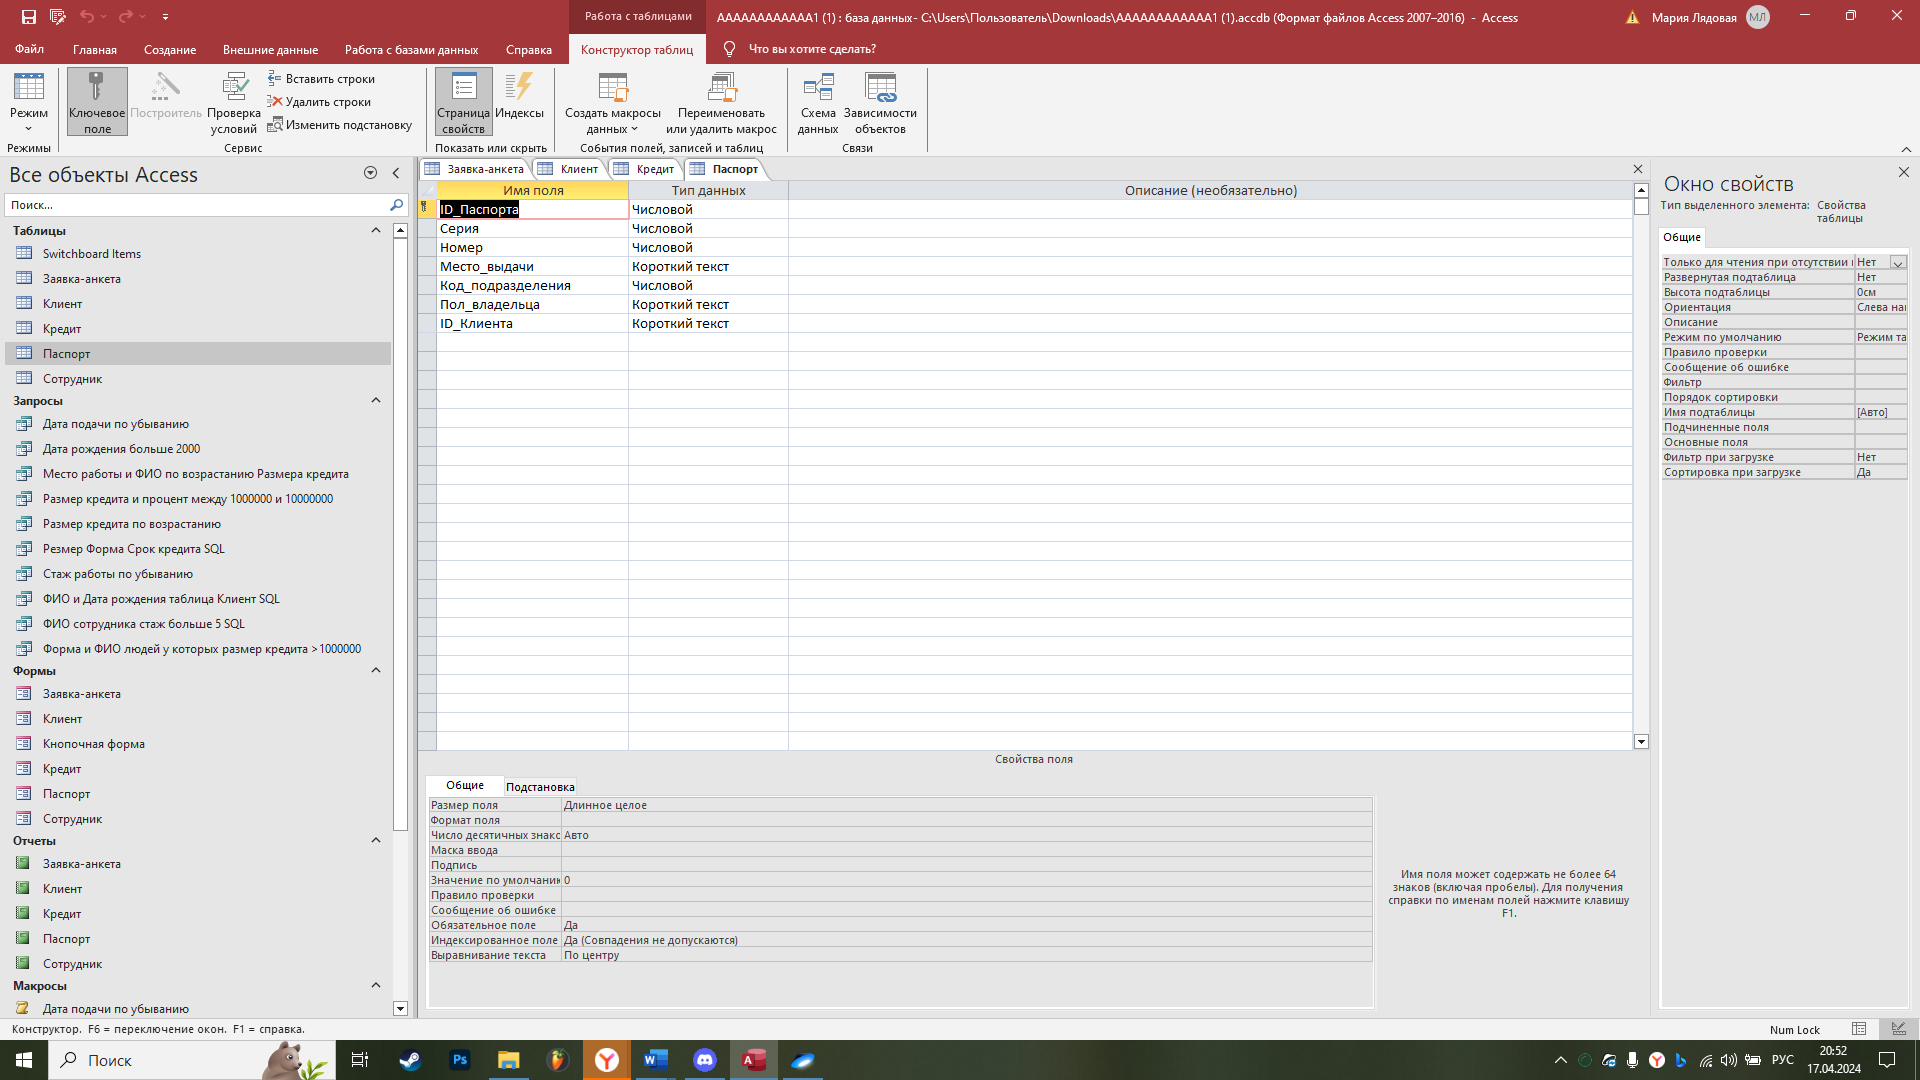 Работа с таблицами
AAAAAAAAAAAA1 (1) : база данных- C:\Users\Пользователь\Downloads\AAAAAAAAAAAA1 (1).accdb (Формат файлов Access 2007–2016) - Access
Мария Лядовая
МЛ
Файл
Главная
Создание
Внешние данные
Работа с базами данных
Справка
Конструктор таблиц
Что вы хотите сделать?
Режим
Ключевое поле
Построитель
Проверка условий
Вставить строки
Удалить строки
Изменить подстановку
Страница свойств
Индексы
Создать макросы данных
Переименовать или удалить макрос
Схема данных
Зависимости объектов
Режимы
Сервис
Показать или скрыть
События полей, записей и таблиц
Связи
Все объекты Access
Поиск...
Таблицы
Switchboard Items
Заявка-анкета
Клиент
Кредит
Паспорт
Сотрудник
Запросы
Дата подачи по убыванию
Дата рождения больше 2000
Место работы и ФИО по возрастанию Размера кредита
Размер кредита и процент между 1000000 и 10000000
Размер кредита по возрастанию
Резмер Форма Срок кредита SQL
Стаж работы по убыванию
ФИО и Дата рождения таблица Клиент SQL
ФИО сотрудника стаж больше 5 SQL
Форма и ФИО людей у которых размер кредита >1000000
Формы
Заявка-анкета
Клиент
Кнопочная форма
Кредит
Паспорт
Сотрудник
Отчеты
Заявка-анкета
Клиент
Кредит
Паспорт
Сотрудник
Макросы
Дата подачи по убыванию
Заявка-анкета
Клиент
Кредит
Паспорт
Имя поля
Тип данных
Описание (необязательно)
ID_Паспорта Числовой
Серия Числовой
Номер Числовой
Место_выдачи Короткий текст
Код_подразделения Числовой
Пол_владельца Короткий текст
ID_Клиента Короткий текст
Свойства поля
Общие
Подстановка
Размер поля Длинное целое
Формат поля
Число десятичных знако Авто
Маска ввода
Подпись
Значение по умолчани 0
Правило проверки
Сообщение об ошибке
Обязательное поле Да
Индексированное поле Да (Совпадения не допускаются)
Выравнивание текста По центру
Имя поля может содержать не более 64
знаков (включая пробелы). Для получения
справки по именам полей нажмите клавишу
F1.
Окно свойств
Тип выделенного элемента: Свойства
таблицы
Общие
Только для чтения при отсутствии Нет
Развернутая подтаблица Нет
Высота подтаблицы 0см
Ориентация Слева на
Описание
Режим по умолчанию Режим та
Правило проверки
Сообщение об ошибке
Фильтр
Порядок сортировки
Имя подтаблицы [Авто]
Подчиненные поля
Основные поля
Фильтр при загрузке Нет
Сортировка при загрузке Да
Конструктор. F6 = переключение окон. F1 = справка.
Num Lock
Поиск
Ps
РУС
20:52
17.04.2024